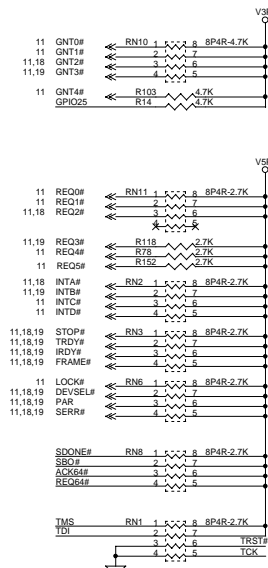 V3
11 GNT0# RN10 1 8 8P4R-4.7K
11 GNT1# 2 7
11,18 GNT2# 3 6
11,19 GNT3# 4 5
11 GNT4# R103 4.7K
GPIO25 R14 4.7K
V5
11 REQ0# RN11 1 8 8P4R-2.7K
11 REQ1# 2 7
11,18 REQ2# 3 6
4 5
11,19 REQ3# R118 2.7K
11 REQ4# R78 2.7K
11 REQ5# R152 2.7K
11,18 INTA# RN2 1 8 8P4R-2.7K
11,19 INTB# 2 7
11 INTC# 3 6
11 INTD# 4 5
11,18,19 STOP# RN3 1 8 8P4R-2.7K
11,18,19 TRDY# 2 7
11,18,19 IRDY# 3 6
11,18,19 FRAME# 4 5
11 LOCK# RN6 1 8 8P4R-2.7K
11,18,19 DEVSEL# 2 7
11,18,19 PAR 3 6
11,18,19 SERR# 4 5
SDONE# RN8 1 8 8P4R-2.7K
SBO# 2 7
ACK64# 3 6
REQ64# 4 5
TMS RN1 1 8 8P4R-2.7K
TDI 2 7
3 6 TRST#
4 5 TCK